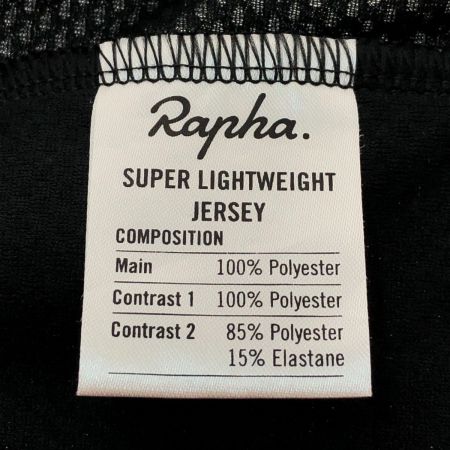 Rapha.
SUPER LIGHTWEIGHT
JERSEY
COMPOSITION
Main 100% Polyester
Contrast 1 100% Polyester
Contrast 2 85% Polyester
15% Elastane